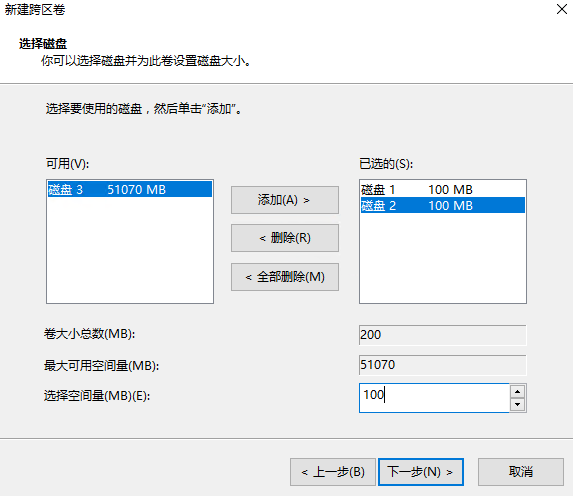 新建跨区卷
选择磁盘
你可以选择磁盘并为此卷设置磁盘大小。
选择要使用的磁盘，然后单击“添加”。
可用(V):
已选的(S):
磁盘 3 51070 MB
磁盘 1 100 MB
磁盘 2 100 MB
添加(A) >
< 删除(R)
< 全部删除(M)
卷大小总数(MB): 200
最大可用空间量(MB): 51070
选择空间量(MB)(E): 100
< 上一步(B) 下一步(N) > 取消